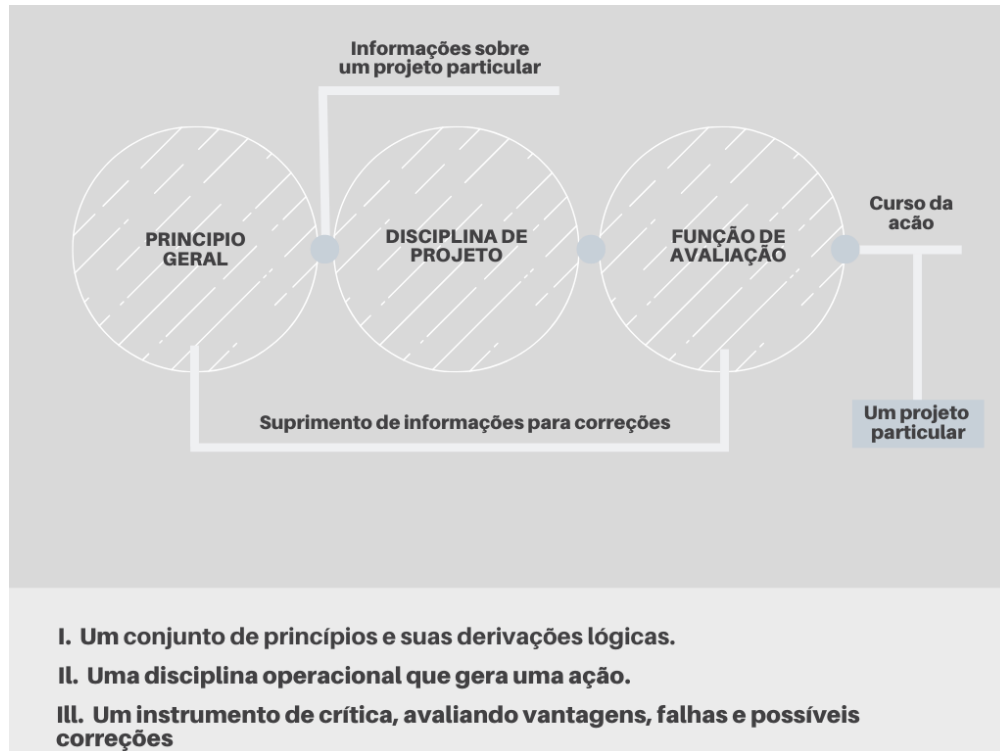 Informações sobre
um projeto particular
PRINCIPIO
GERAL
DISCIPLINA DE
PROJETO
FUNÇÃO DE
AVALIAÇÃO
Curso da
acão
Suprimento de informações para correções
Um projeto
particular
I. Um conjunto de princípios e suas derivações lógicas.
II. Uma disciplina operacional que gera uma ação.
III. Um instrumento de crítica, avaliando vantagens, falhas e possíveis
correções